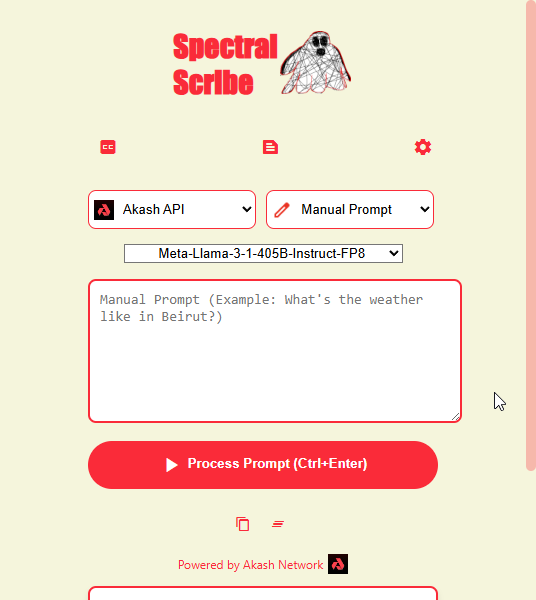 Spectral
Scribe
CC
Akash API
Manual Prompt
Meta-Llama-3-1-405B-Instruct-FP8
Manual Prompt (Example: What's the weather
like in Beirut?)
Process Prompt (Ctrl+Enter)
Powered by Akash Network